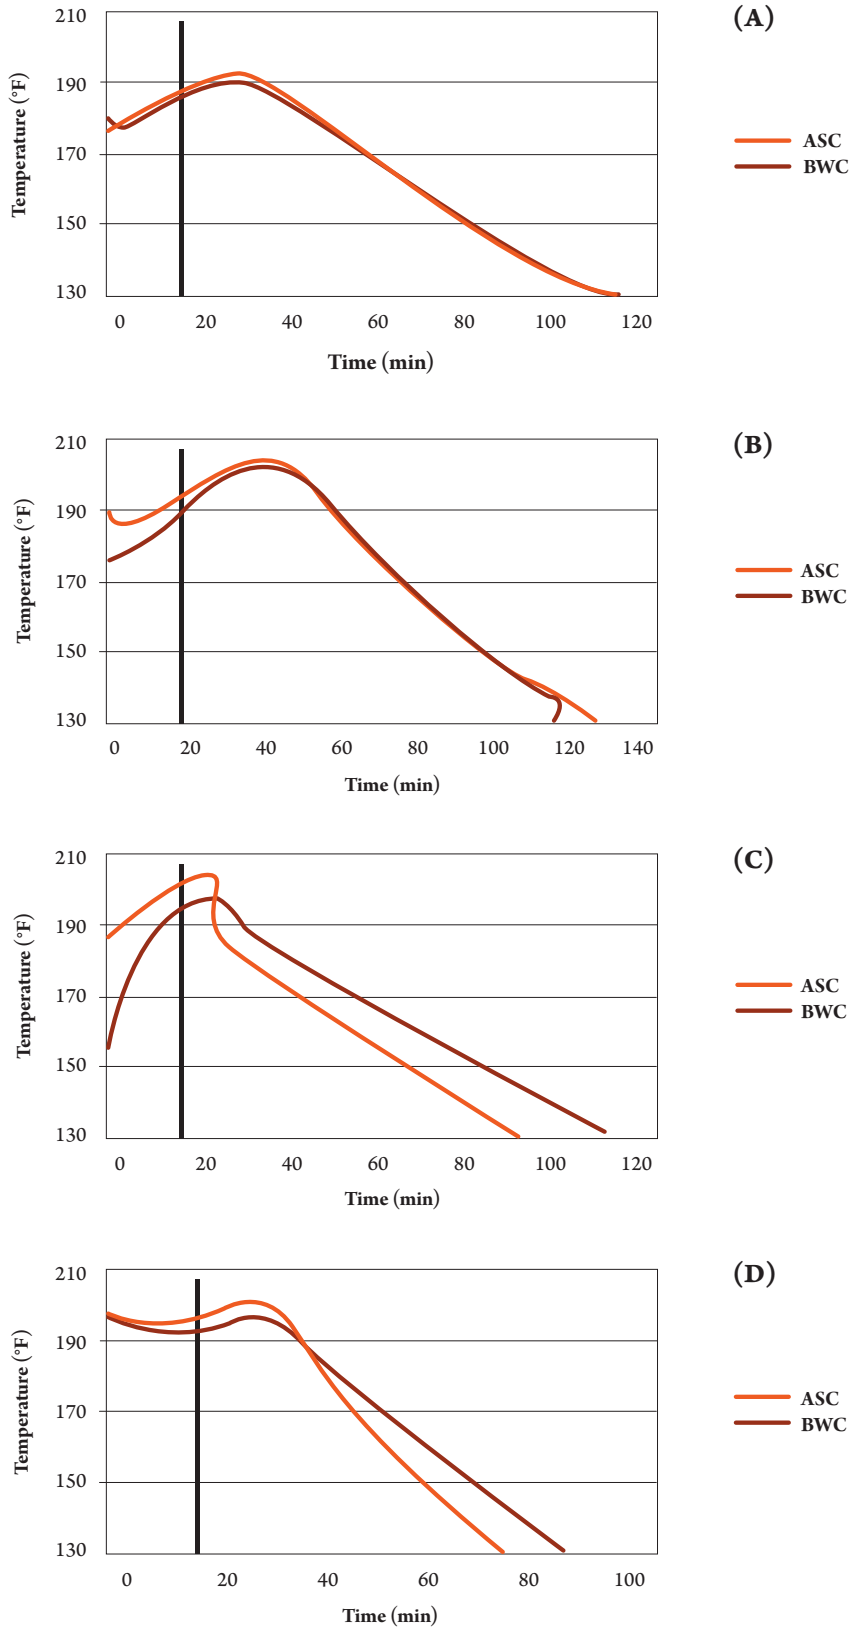 (A)
210
190
170
150
130
Temperature (°F)
0 20 40 60 80 100 120
Time (min)
ASC
BWC
(B)
210
190
170
150
130
Temperature (°F)
0 20 40 60 80 100 120 140
Time (min)
ASC
BWC
(C)
210
190
170
150
130
Temperature (°F)
0 20 40 60 80 100 120
Time (min)
ASC
BWC
(D)
210
190
170
150
130
Temperature (°F)
0 20 40 60 80 100
Time (min)
ASC
BWC